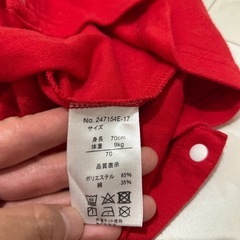 No. 247154E-17
サイズ
身長 70cm
体重 9kg
70
品質表示
ポリエステル 65%
綿 35%